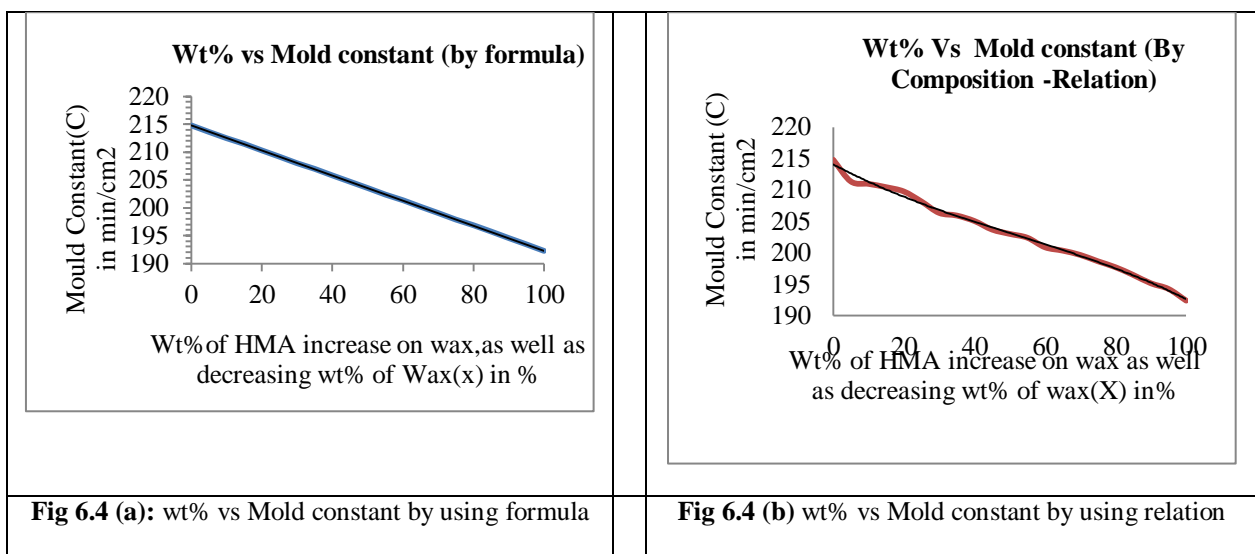 Wt% vs Mold constant (by formula)
Mould Constant(C)
in min/cm2
220
215
210
205
200
195
190
0 20 40 60 80 100
Wt%of HMA increase on wax,as well as
decreasing wt% of Wax(x) in %
Fig 6.4 (a): wt% vs Mold constant by using formula
Wt% Vs Mold constant (By
Composition -Relation)
Mould Constant (C)
in min/cm2
220
215
210
205
200
195
190
0 20 40 60 80 100
Wt% of HMA increase on wax as well
as decreasing wt% of wax(X) in%
Fig 6.4 (b) wt% vs Mold constant by using relation